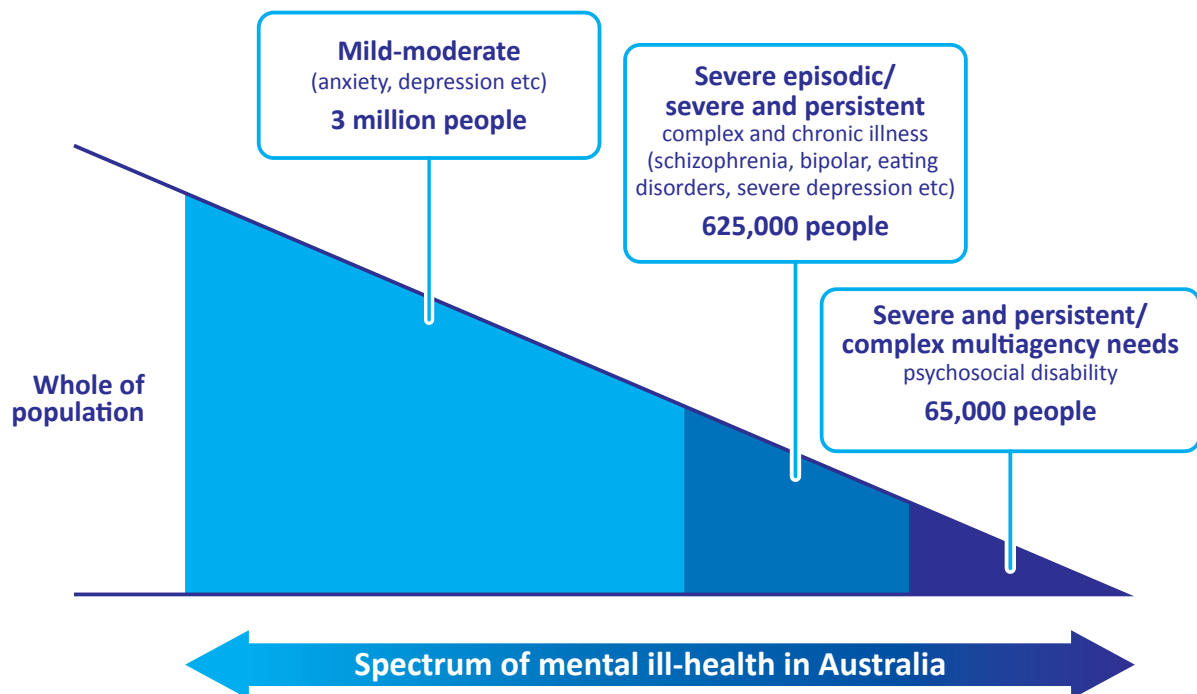 Mild-moderate
(anxiety, depression etc)
3 million people
Severe episodic/
severe and persistent
complex and chronic illness
(schizophrenia, bipolar, eating
disorders, severe depression etc)
625,000 people
Severe and persistent/
complex multiagency needs
psychosocial disability
65,000 people
Whole of
population
Spectrum of mental ill-health in Australia